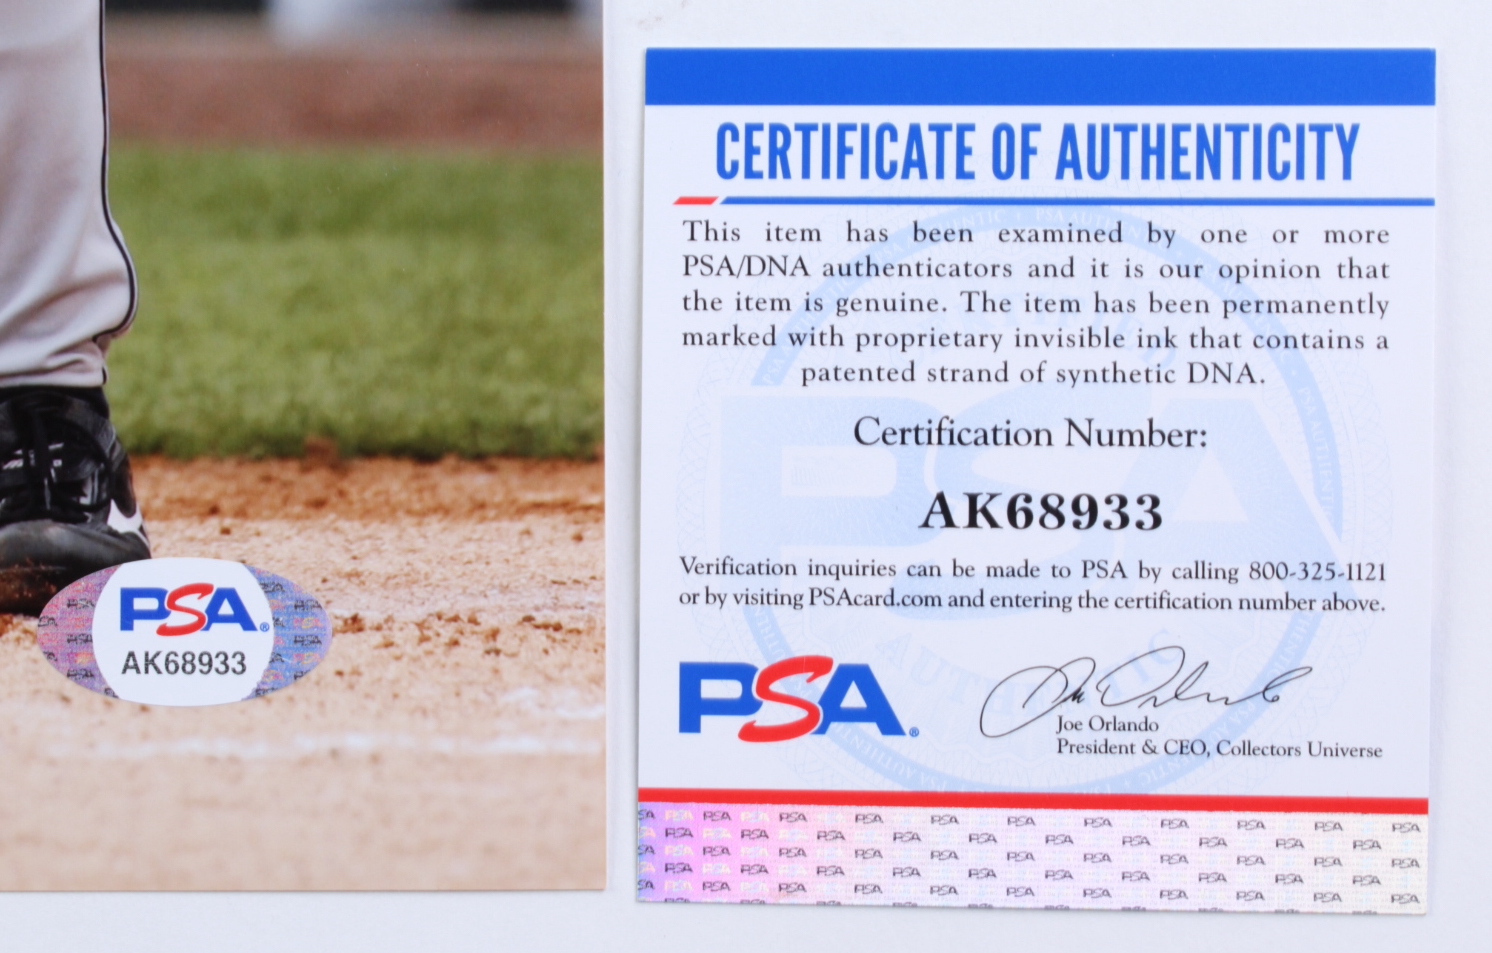 PSA®
AK68933
CERTIFICATE OF AUTHENTICITY
This item has been examined by one or more
PSA/DNA authenticators and it is our opinion that
the item is genuine. The item has been permanently
marked with proprietary invisible ink that contains a
patented strand of synthetic DNA.
Certification Number:
AK68933
Verification inquiries can be made to PSA by calling 800-325-1121
or by visiting PSAcard.com and entering the certification number above.
PSA®
Joe Orlando
President & CEO, Collectors Universe